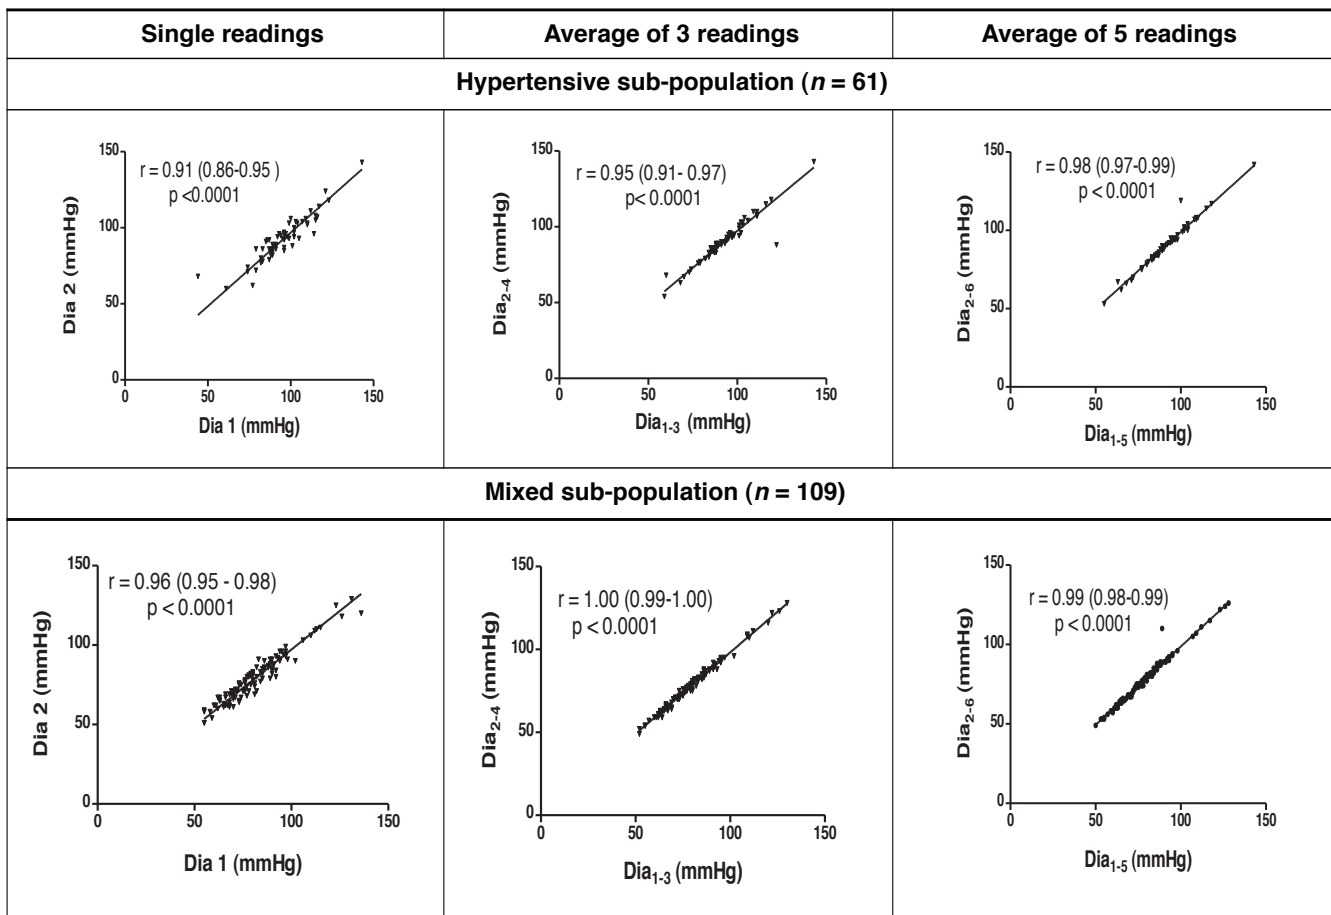 Single readings
Average of 3 readings
Average of 5 readings
Hypertensive sub-population (n = 61)
r = 0.91 (0.86-0.95 )
p <0.0001
Dia 2 (mmHg)
150
100
50
0
0 50 100 150
Dia 1 (mmHg)
r = 0.95 (0.91- 0.97)
p< 0.0001
Dia2-4 (mmHg)
150
100
50
0
0 50 100 150
Dia1-3 (mmHg)
r = 0.98 (0.97-0.99)
p < 0.0001
Dia2-6 (mmHg)
150
100
50
0
0 50 100 150
Dia1-5 (mmHg)
Mixed sub-population (n = 109)
r = 0.96 (0.95 - 0.98)
p < 0.0001
Dia 2 (mmHg)
150
100
50
0
0 50 100 150
Dia 1 (mmHg)
r = 1.00 (0.99-1.00)
p < 0.0001
Dia2-4 (mmHg)
150
100
50
0
0 50 100 150
Dia1-3 (mmHg)
r = 0.99 (0.98-0.99)
p < 0.0001
Dia2-6 (mmHg)
150
100
50
0
0 50 100 150
Dia1-5 (mmHg)